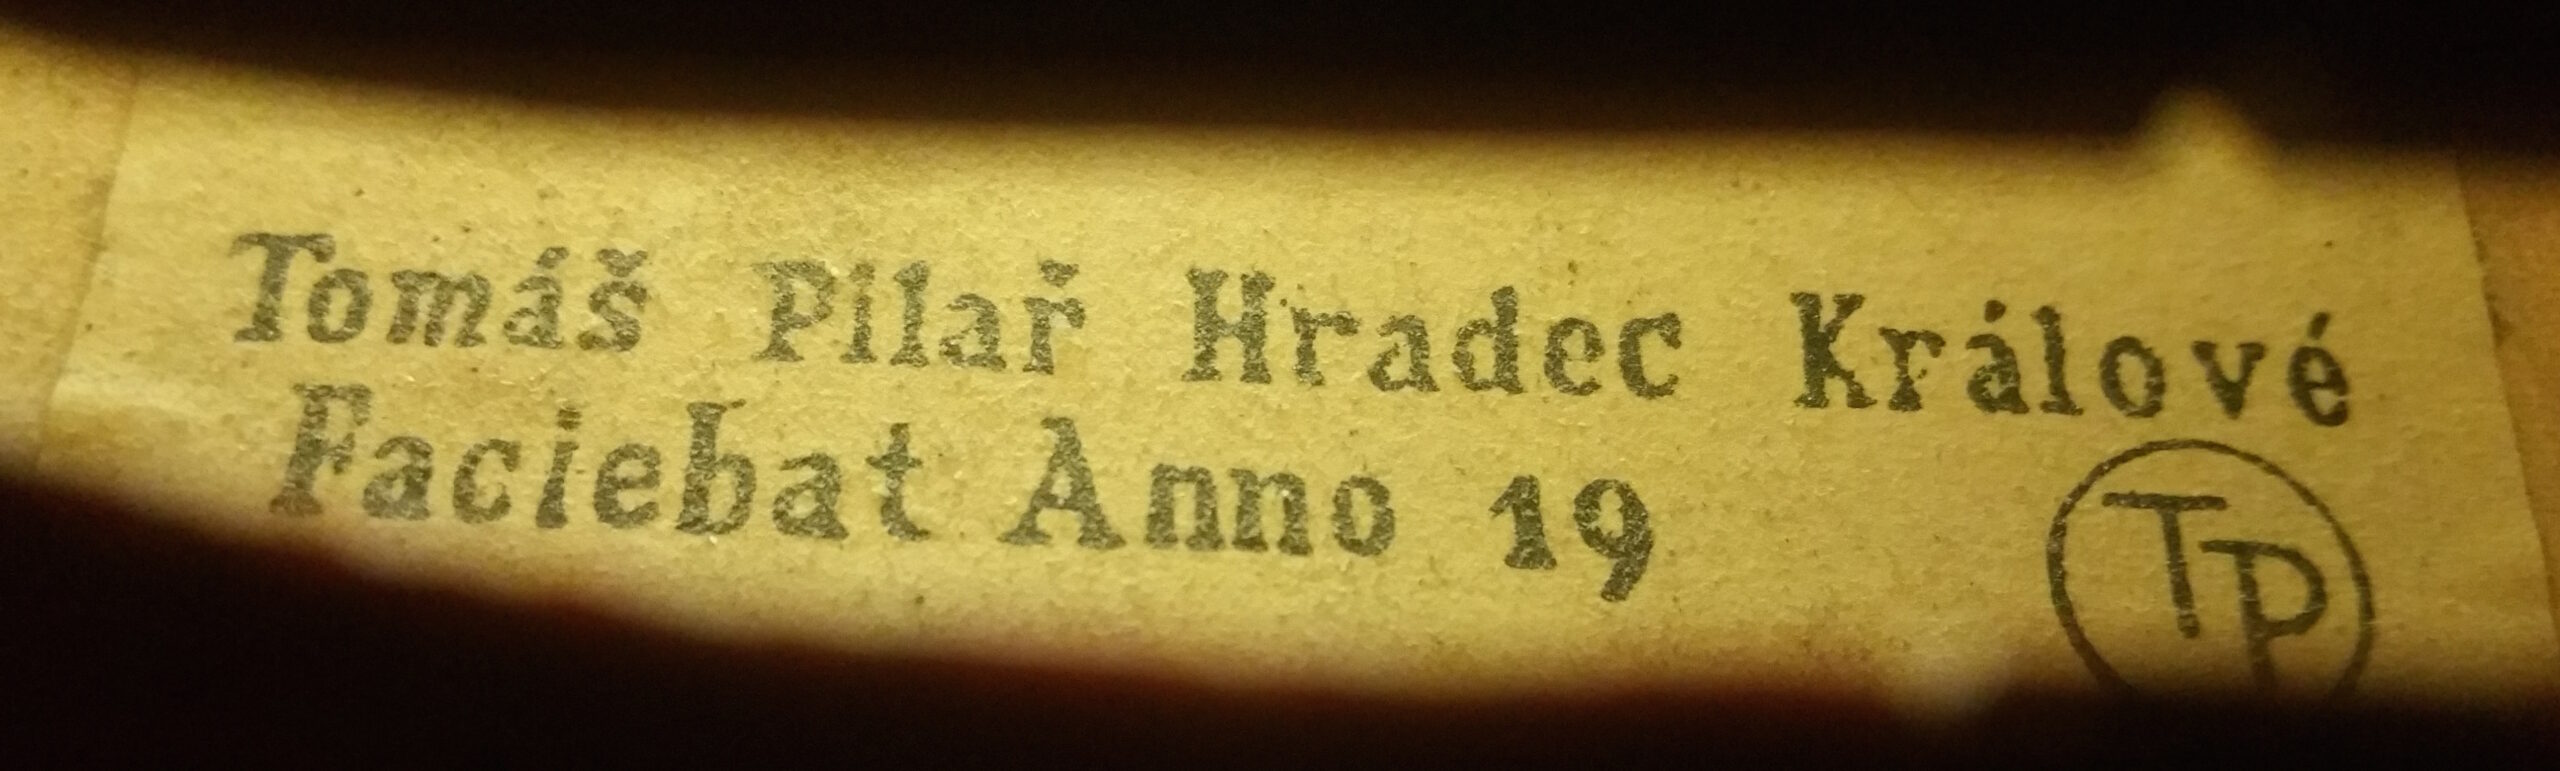 Tomáš Pilař Hradec Králové
Faciebat Anno 19
TP